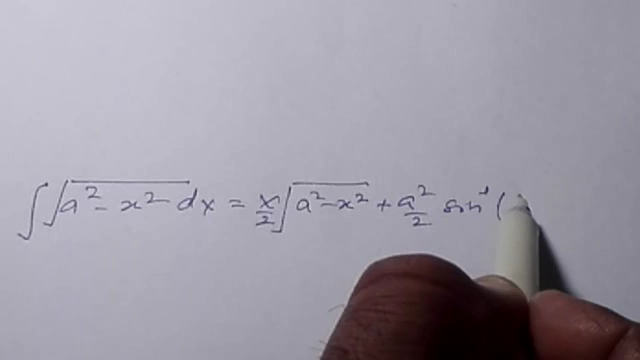 ∫√a² - x² dx = x/2 √a² - x² + a²/2 sin⁻¹ (